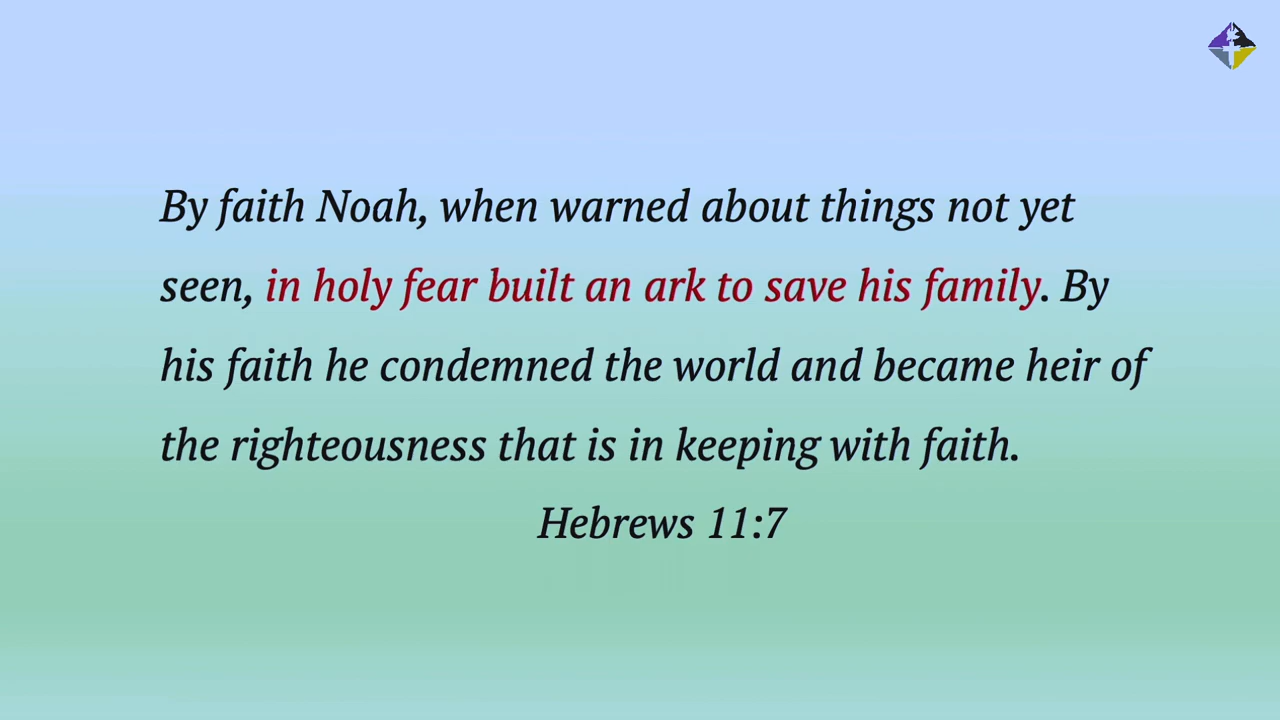 By faith Noah, when warned about things not yet
seen, in holy fear built an ark to save his family. By
his faith he condemned the world and became heir of
the righteousness that is in keeping with faith.
Hebrews 11:7